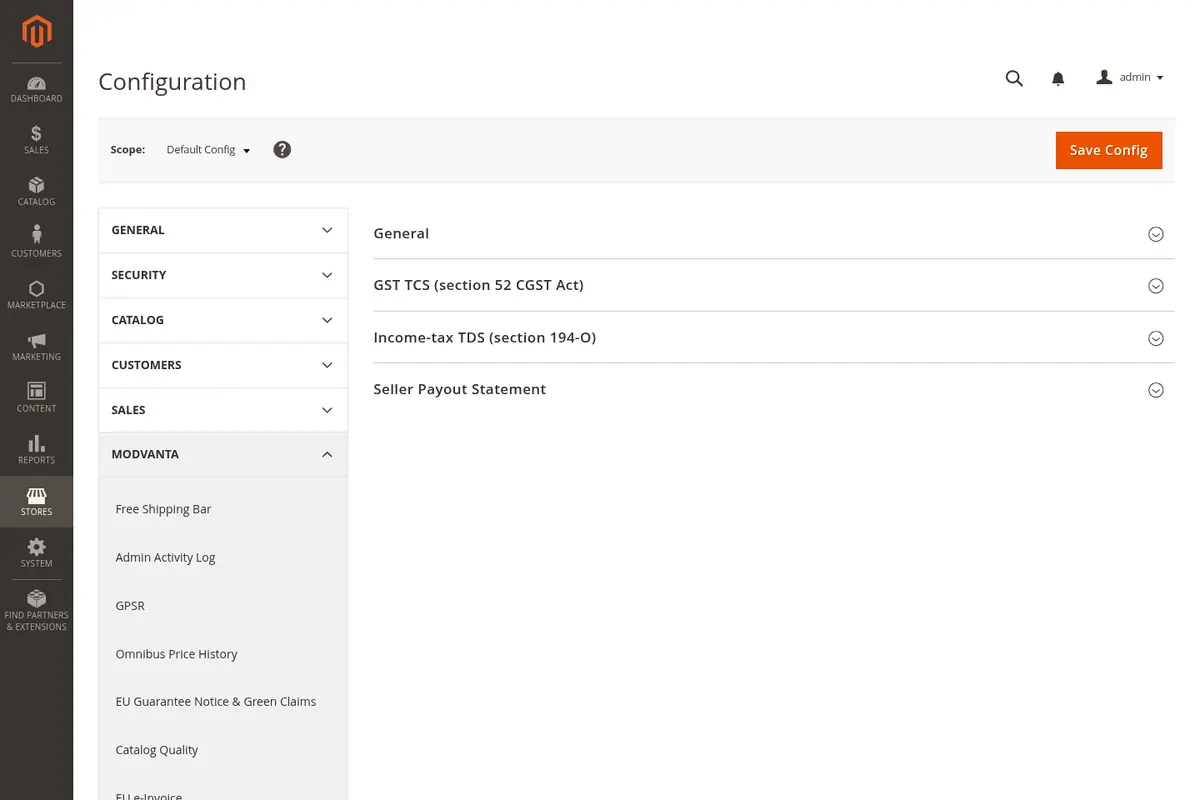 Configuration
admin
Scope: Default Config ?
Save Config
DASHBOARD
SALES
CATALOG
CUSTOMERS
MARKETPLACE
MARKETING
CONTENT
REPORTS
STORES
SYSTEM
FIND PARTNERS
& EXTENSIONS
GENERAL
SECURITY
CATALOG
CUSTOMERS
SALES
MODVANTA
Free Shipping Bar
Admin Activity Log
GPSR
Omnibus Price History
EU Guarantee Notice & Green Claims
Catalog Quality
EU e-Invoice
General
GST TCS (section 52 CGST Act)
Income-tax TDS (section 194-O)
Seller Payout Statement